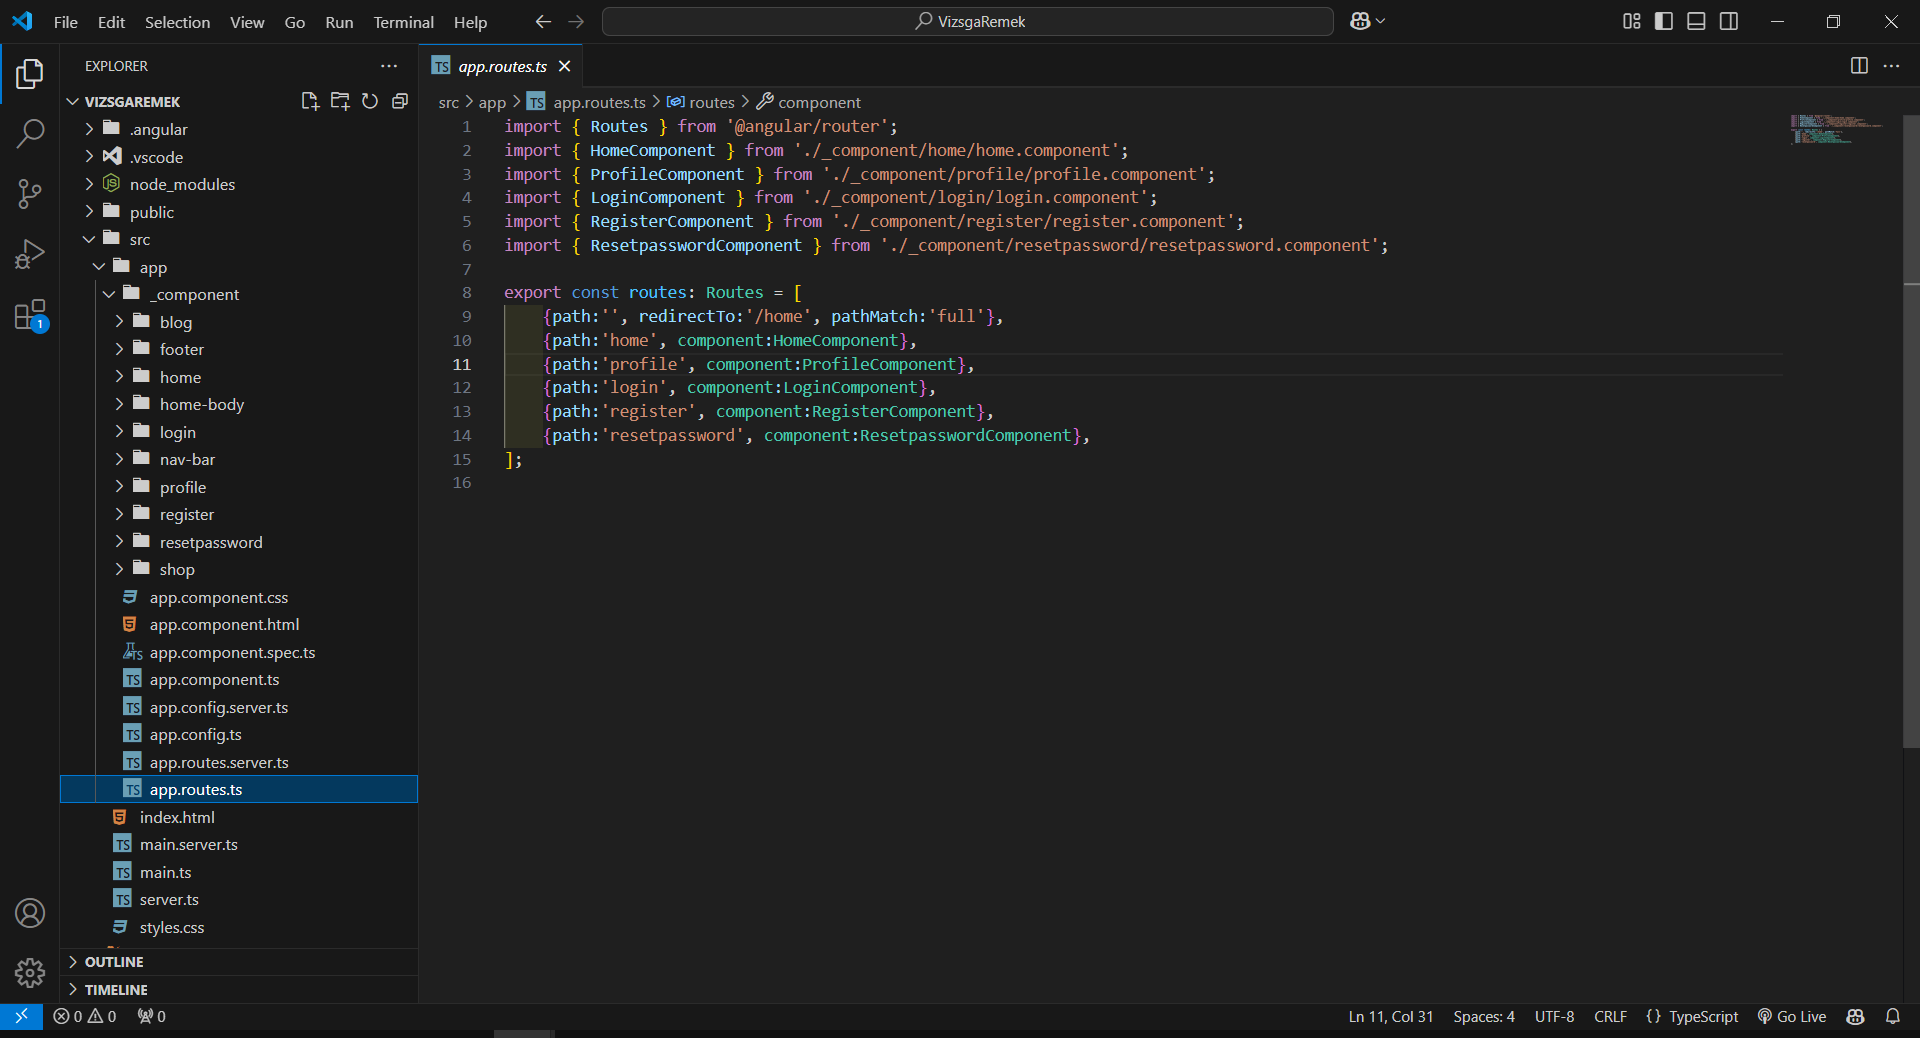 File Edit Selection View Go Run Terminal Help
VizsgaRemek
EXPLORER
VIZSGAREMEK
.angular
.vscode
node_modules
public
src
app
_component
blog
footer
home
home-body
login
nav-bar
profile
register
resetpassword
shop
app.component.css
app.component.html
app.component.spec.ts
app.component.ts
app.config.server.ts
app.config.ts
app.routes.server.ts
app.routes.ts
index.html
main.server.ts
main.ts
server.ts
styles.css
OUTLINE
TIMELINE
1
TS app.routes.ts
src > app > TS app.routes.ts > routes > component
1 import { Routes } from '@angular/router';
2 import { HomeComponent } from './_component/home/home.component';
3 import { ProfileComponent } from './_component/profile/profile.component';
4 import { LoginComponent } from './_component/login/login.component';
5 import { RegisterComponent } from './_component/register/register.component';
6 import { ResetpasswordComponent } from './_component/resetpassword/resetpassword.component';
7
8 export const routes: Routes = [
9 {path:'', redirectTo:'/home', pathMatch:'full'},
10 {path:'home', component:HomeComponent},
11 {path:'profile', component:ProfileComponent},
12 {path:'login', component:LoginComponent},
13 {path:'register', component:RegisterComponent},
14 {path:'resetpassword', component:ResetpasswordComponent},
15 ];
16
0 0 0
Ln 11, Col 31 Spaces: 4 UTF-8 CRLF {} TypeScript Go Live